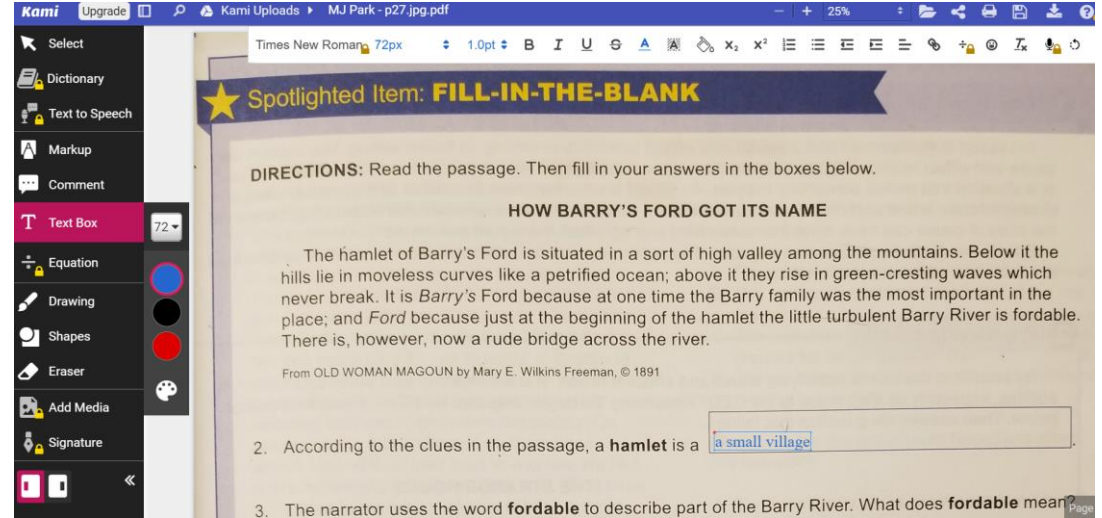 Kami Upgrade Kami Uploads MJ Park - p27.jpg.pdf − + 25%
Select
Dictionary
Text to Speech
Markup
Comment
T Text Box
Equation
Drawing
Shapes
Eraser
Add Media
Signature
«
72
Times New Roman 72px 1.0pt B I U S A A X₂ X²
Spotlighted Item: FILL-IN-THE-BLANK
DIRECTIONS: Read the passage. Then fill in your answers in the boxes below.
HOW BARRY'S FORD GOT ITS NAME
The hamlet of Barry's Ford is situated in a sort of high valley among the mountains. Below it the
hills lie in moveless curves like a petrified ocean; above it they rise in green-cresting waves which
never break. It is Barry's Ford because at one time the Barry family was the most important in the
place; and Ford because just at the beginning of the hamlet the little turbulent Barry River is fordable.
There is, however, now a rude bridge across the river.
From OLD WOMAN MAGOUN by Mary E. Wilkins Freeman, © 1891
2. According to the clues in the passage, a hamlet is a a small village.
3. The narrator uses the word fordable to describe part of the Barry River. What does fordable mean?
Page